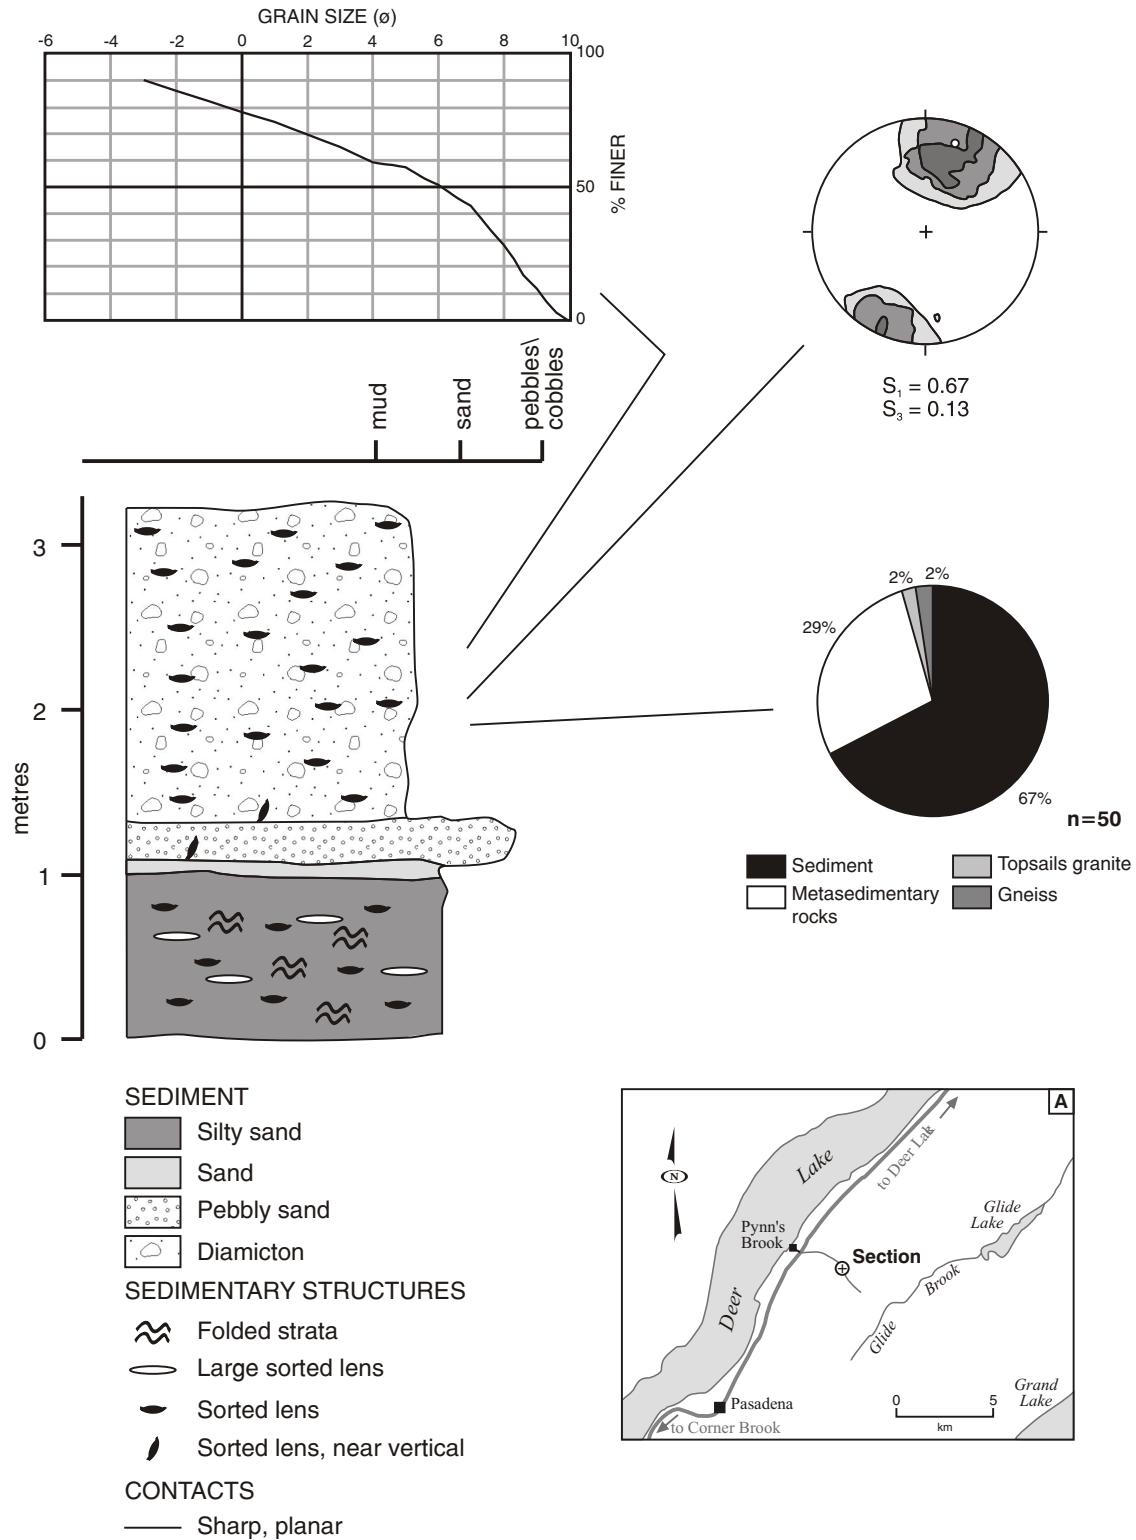 GRAIN SIZE (ø)
-6 -4 -2 0 2 4 6 8 10
100
50
0
% FINER
S₁ = 0.67
S₃ = 0.13
mud
sand
pebbles\
cobbles
3
2
1
0
metres
2% 2%
29%
67%
n=50
Sediment
Metasedimentary
rocks
Topsails granite
Gneiss
SEDIMENT
Silty sand
Sand
Pebbly sand
Diamicton
SEDIMENTARY STRUCTURES
Folded strata
Large sorted lens
Sorted lens
Sorted lens, near vertical
CONTACTS
Sharp, planar
A
N
Lake
Deer
to Deer Lak
Pynn's
Brook
Section
Glide
Lake
Brook
Glide
Grand
Lake
0 5
km
Pasadena
to Corner Brook